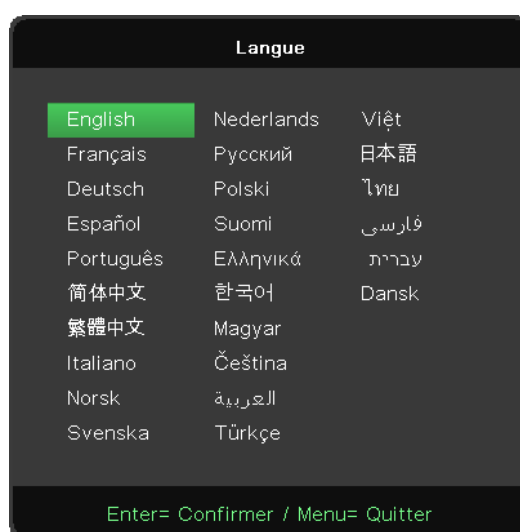 Langue
English
Français
Deutsch
Español
Português
简体中文
繁體中文
Italiano
Norsk
Svenska
Nederlands
Русский
Polski
Suomi
Ελληνικά
한국어
Magyar
Čeština
العربية
Türkçe
Việt
日本語
ไทย
فارسی
עברית
Dansk
Enter= Confirmer / Menu= Quitter